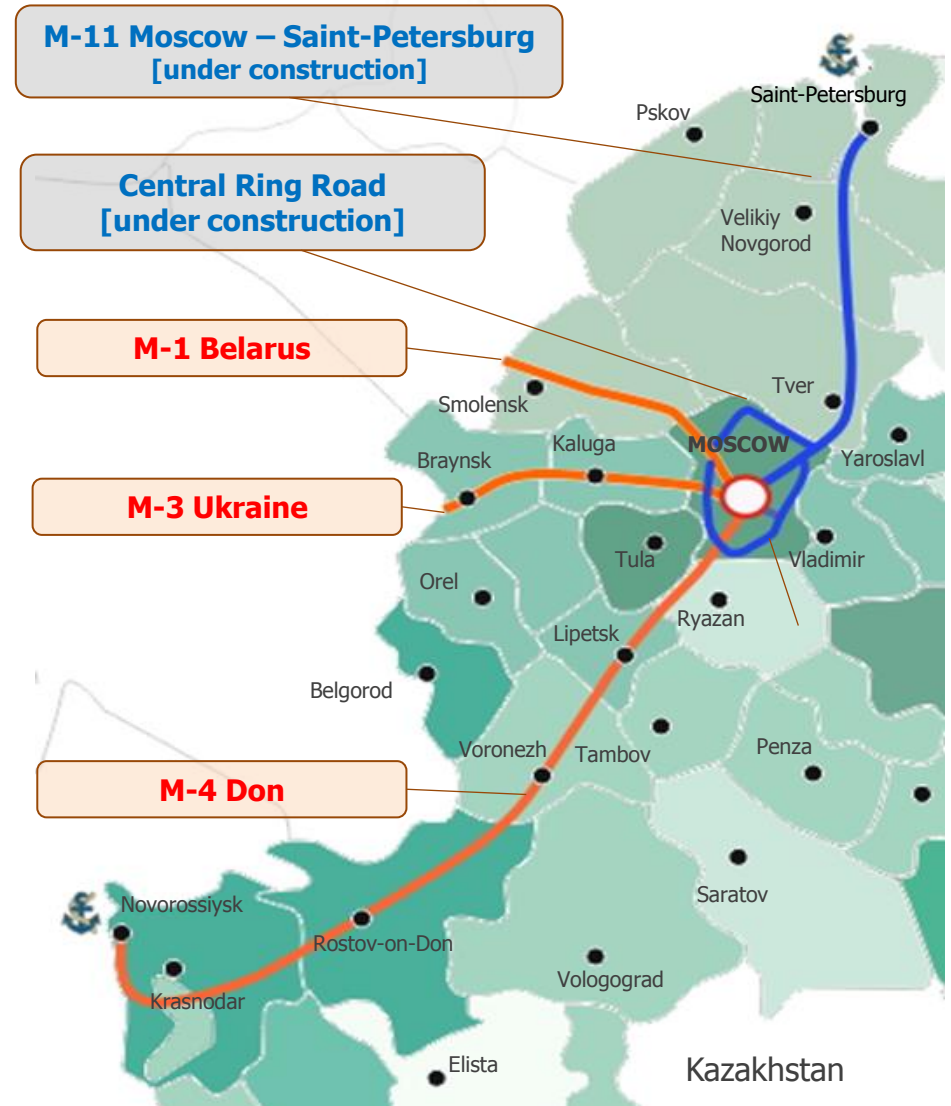 M-11 Moscow – Saint-Petersburg
[under construction]
Saint-Petersburg
Pskov
Central Ring Road
[under construction]
Velikiy
Novgorod
M-1 Belarus
Tver
Smolensk
MOSCOW
Kaluga
Braynsk
Yaroslavl
M-3 Ukraine
Tula
Vladimir
Orel
Ryazan
Lipetsk
Belgorod
Voronezh
Tambov
Penza
M-4 Don
Saratov
Novorossiysk
Rostov-on-Don
Vologograd
Krasnodar
Elista
Kazakhstan